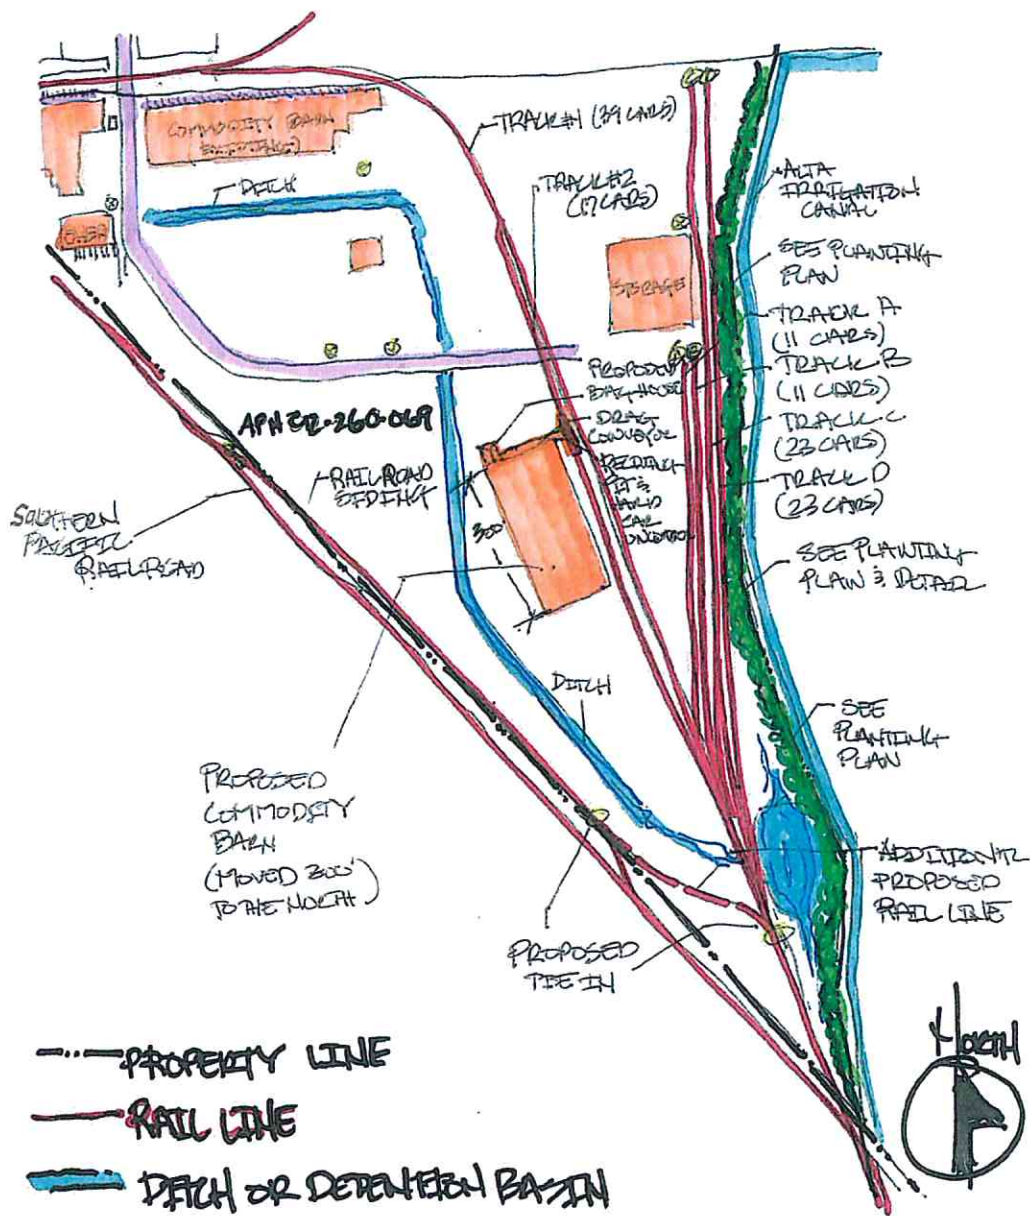 COMMODITY BARN
DITCH
TRACK #1 (39 CARS)
TRACK #2
(17 CARS)
SHOP
STORAGE
ALTA
IRRIGATION
CANAL
SEE PLANTING
PLAN
TRACK A
(11 CARS)
TRACK B
(11 CARS)
TRACK C
(23 CARS)
TRACK D
(23 CARS)
PROPOSED
BAGHOUSE
DRAG
CONVEYOR
APN 012-260-069
RAILROAD
SIDING
300'
SOUTHERN
PACIFIC
RAILROAD
SEE PLANTING
PLAN & DETAIL
DITCH
SEE
PLANTING
PLAN
PROPOSED
COMMODITY
BARN
(MOVED 300'
TO THE NORTH)
ADDITION'L
PROPOSED
RAIL LINE
PROPOSED
TIE IN
NORTH
PROPERTY LINE
RAIL LINE
DITCH OR DETENTION BASIN